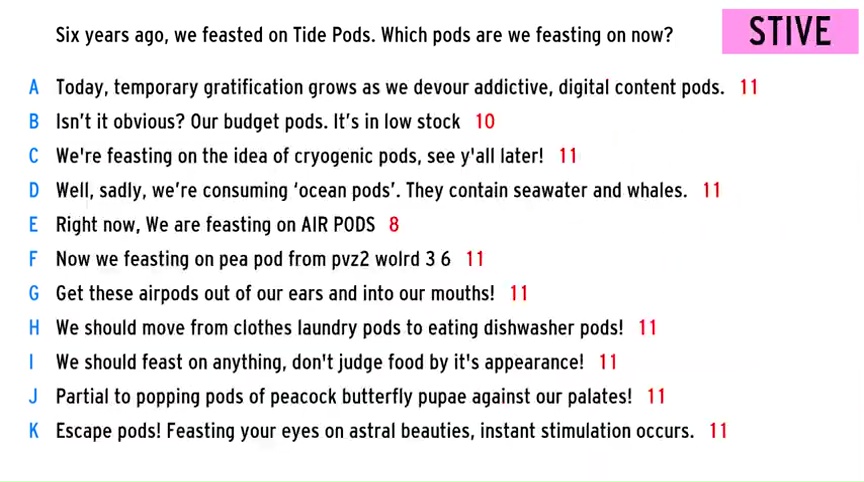 Six years ago, we feasted on Tide Pods. Which pods are we feasting on now?
STIVE
A Today, temporary gratification grows as we devour addictive, digital content pods. 11
B Isn't it obvious? Our budget pods. It's in low stock 10
C We're feasting on the idea of cryogenic pods, see y'all later! 11
D Well, sadly, we're consuming 'ocean pods'. They contain seawater and whales. 11
E Right now, We are feasting on AIR PODS 8
F Now we feasting on pea pod from pvz2 wolrd 3 6 11
G Get these airpods out of our ears and into our mouths! 11
H We should move from clothes laundry pods to eating dishwasher pods! 11
I We should feast on anything, don't judge food by it's appearance! 11
J Partial to popping pods of peacock butterfly pupae against our palates! 11
K Escape pods! Feasting your eyes on astral beauties, instant stimulation occurs. 11